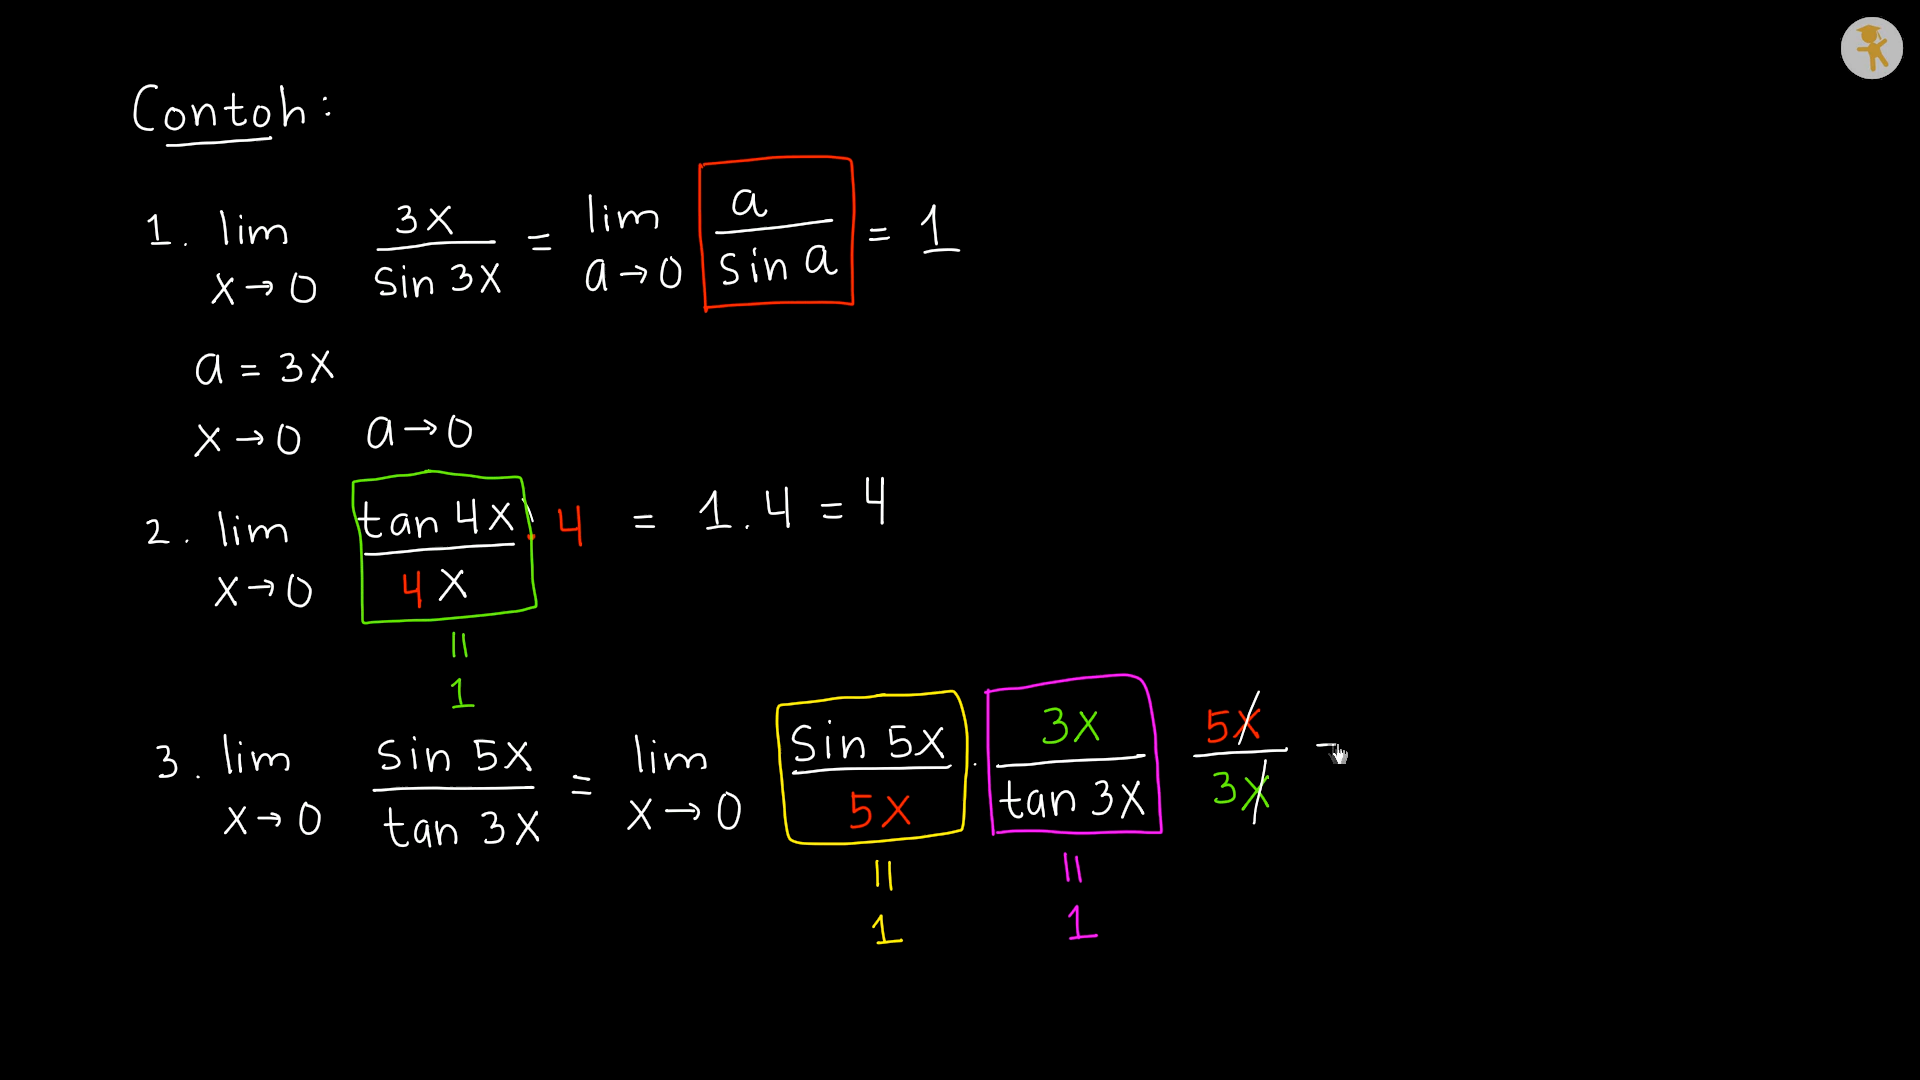 Contoh:
1. lim x→0 3x / sin 3x = lim a→0 a / sin a = 1
a = 3x
x→0 a→0
2. lim x→0 tan 4x / 4x . 4 = 1 . 4 = 4
= 1
3. lim x→0 sin 5x / tan 3x = lim x→0 sin 5x / 5x . 3x / tan 3x 5x / 3x =
= 1 = 1